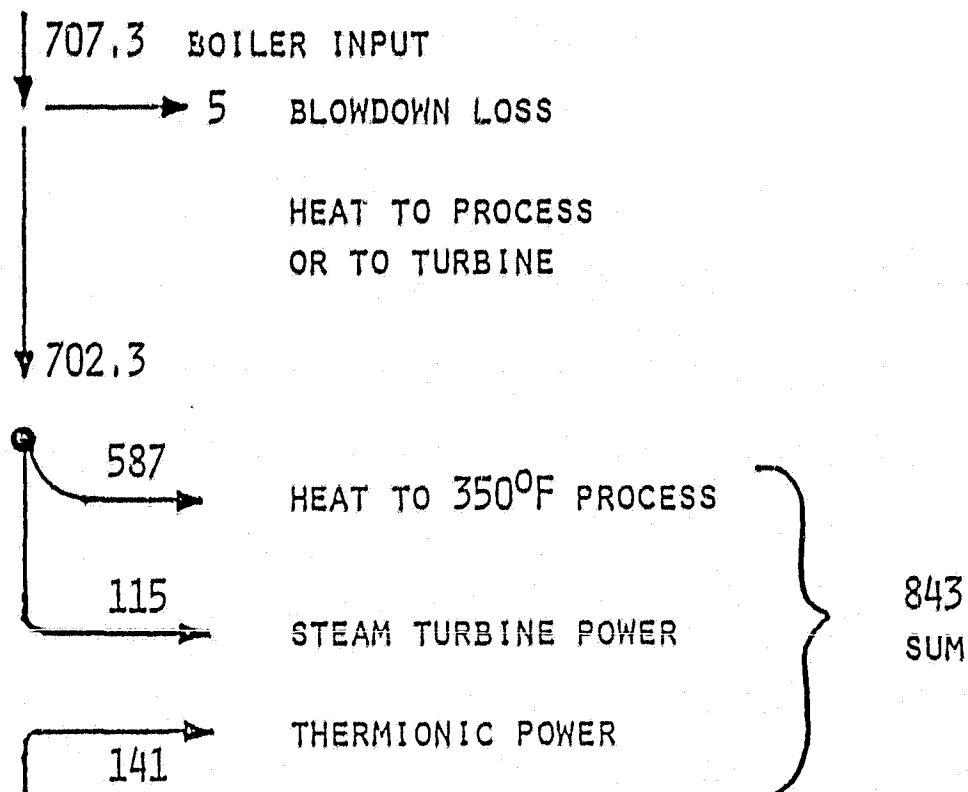 707.3 BOILER INPUT
5 BLOWDOWN LOSS
HEAT TO PROCESS
OR TO TURBINE
702.3
587
HEAT TO 350°F PROCESS
115
STEAM TURBINE POWER
843
SUM
THERMIONIC POWER
141